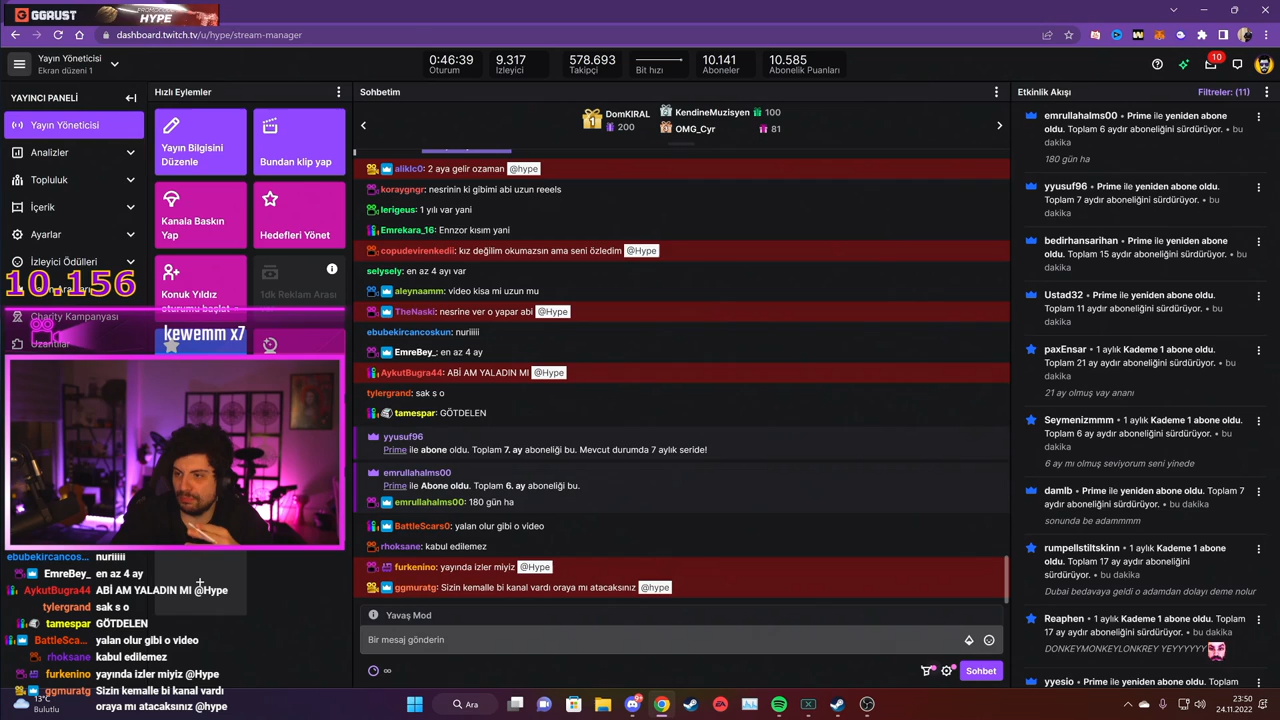 GGRUST
HYPE
dashboard.twitch.tv/u/hype/stream-manager
Yayın Yöneticisi
Ekran düzeni 1
0:46:39
Oturum
9.317
İzleyici
578.693
Takipçi
Bit hızı
10.141
Aboneler
10.585
Abonelik Puanları
10
YAYINCI PANELİ
Yayın Yöneticisi
Analizler
Topluluk
İçerik
Ayarlar
İzleyici Ödülleri
10.156
Charity Kampanyası
Uzantılar
kewemm x7
Hızlı Eylemler
Yayın Bilgisini
Düzenle
Bundan klip yap
Kanala Baskın
Yap
Hedefleri Yönet
Konuk Yıldız
oturumu başlat
1dk Reklam Arası
Sohbetim
1
DomKIRAL
200
2
KendineMuzisyen
100
3
OMG_Cyr
81
aliklc0: 2 aya gelir ozaman @hype
koraygngr: nesrinin ki gibimi abi uzun reeels
lerigeus: 1 yılı var yani
Emrekara_16: Ennzor kısım yani
copudevirenkedii: kız değilim okumazsın ama seni özledim @Hype
selysely: en az 4 ayı var
aleynaamm: video kisa mi uzun mu
TheNaski: nesrine ver o yapar abi @Hype
ebubekircancoskun: nuriiiii
EmreBey_: en az 4 ay
AykutBugra44: ABİ AM YALADIN MI @Hype
tylergrand: sak s o
tamespar: GÖTDELEN
yyusuf96
Prime ile abone oldu. Toplam 7. ay aboneliği bu. Mevcut durumda 7 aylık seride!
emrullahalms00
Prime ile Abone oldu. Toplam 6. ay aboneliği bu.
emrullahalms00: 180 gün ha
BattleScars0: yalan olur gibi o video
rhoksane: kabul edilemez
furkenino: yayında izler miyiz @Hype
ggmuratg: Sizin kemalle bi kanal vardı oraya mı atacaksınız @hype
Yavaş Mod
Bir mesaj gönderin
∞
Sohbet
Etkinlik Akışı
Filtreler: (11)
emrullahalms00 • Prime ile yeniden abone
oldu. Toplam 6 aydır aboneliğini sürdürüyor. • bu
dakika
180 gün ha
yyusuf96 • Prime ile yeniden abone oldu.
Toplam 7 aydır aboneliğini sürdürüyor. • bu
dakika
bedirhansarihan • Prime ile yeniden abone
oldu. Toplam 15 aydır aboneliğini sürdürüyor. • bu
dakika
Ustad32 • Prime ile yeniden abone oldu.
Toplam 11 aydır aboneliğini sürdürüyor. • bu
dakika
paxEnsar • 1 aylık Kademe 1 abone oldu.
Toplam 21 ay aydır aboneliğini sürdürüyor. • bu
dakika
21 ay olmuş vay ananı
Seymenizmmm • 1 aylık Kademe 1 abone oldu.
Toplam 6 ay aydır aboneliğini sürdürüyor. • bu
dakika
6 ay mı olmuş seviyorum seni yinede
damlb • Prime ile yeniden abone oldu. Toplam 7
aydır aboneliğini sürdürüyor. • bu dakika
sonunda be adammmm
rumpellstiltskinn • Prime ile yeniden abone
oldu. Toplam 17 aydır aboneliğini sürdürüyor. • bu
dakika
Dubai bedavaya geldi o adamdan dolayı deme nolur
Reaphen • 1 aylık Kademe 1 abone oldu. Toplam
17 ay aydır aboneliğini sürdürüyor. • bu dakika
DONKEYMONKEYLONKREY YEYYYYYY
yyesio • Prime ile yeniden abone oldu. Toplam
ebubekircancos... nuriiiii
EmreBey_ en az 4 ay
AykutBugra44 ABİ AM YALADIN MI @Hype
tylergrand sak s o
tamespar GÖTDELEN
BattleSca... yalan olur gibi o video
rhoksane kabul edilemez
furkenino yayında izler miyiz @Hype
ggmuratg Sizin kemalle bi kanal vardı
oraya mı atacaksınız @hype
13°C
Bulutlu
Ara
23:50
24.11.2022